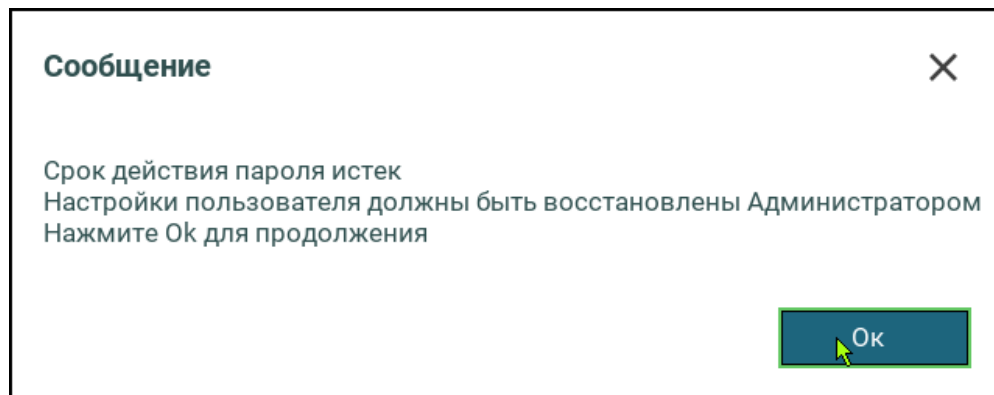 Сообщение
Срок действия пароля истек
Настройки пользователя должны быть восстановлены Администратором
Нажмите Ok для продолжения
Ок